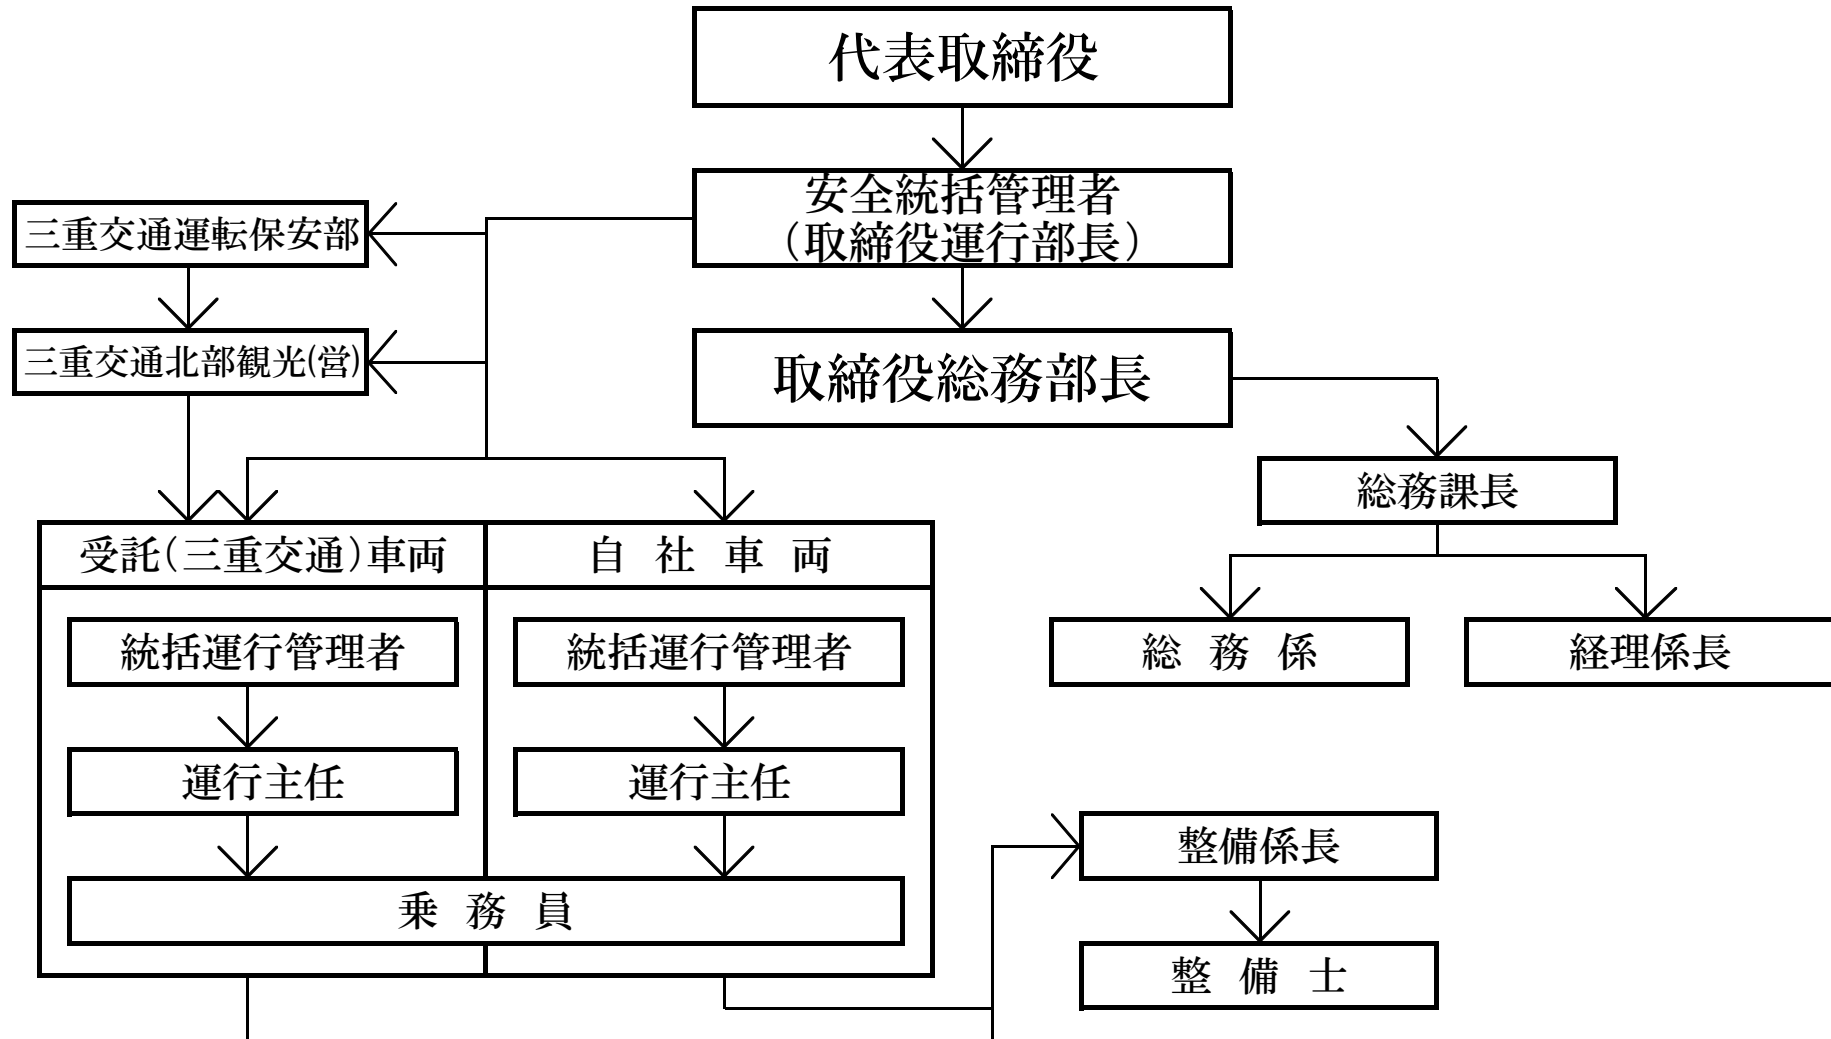 代表取締役
安全統括管理者
（取締役運行部長）
三重交通運転保安部
三重交通北部観光(営)
取締役総務部長
総務課長
受託(三重交通)車両
自社車両
統括運行管理者
統括運行管理者
総務係
経理係長
運行主任
運行主任
整備係長
乗務員
整備士